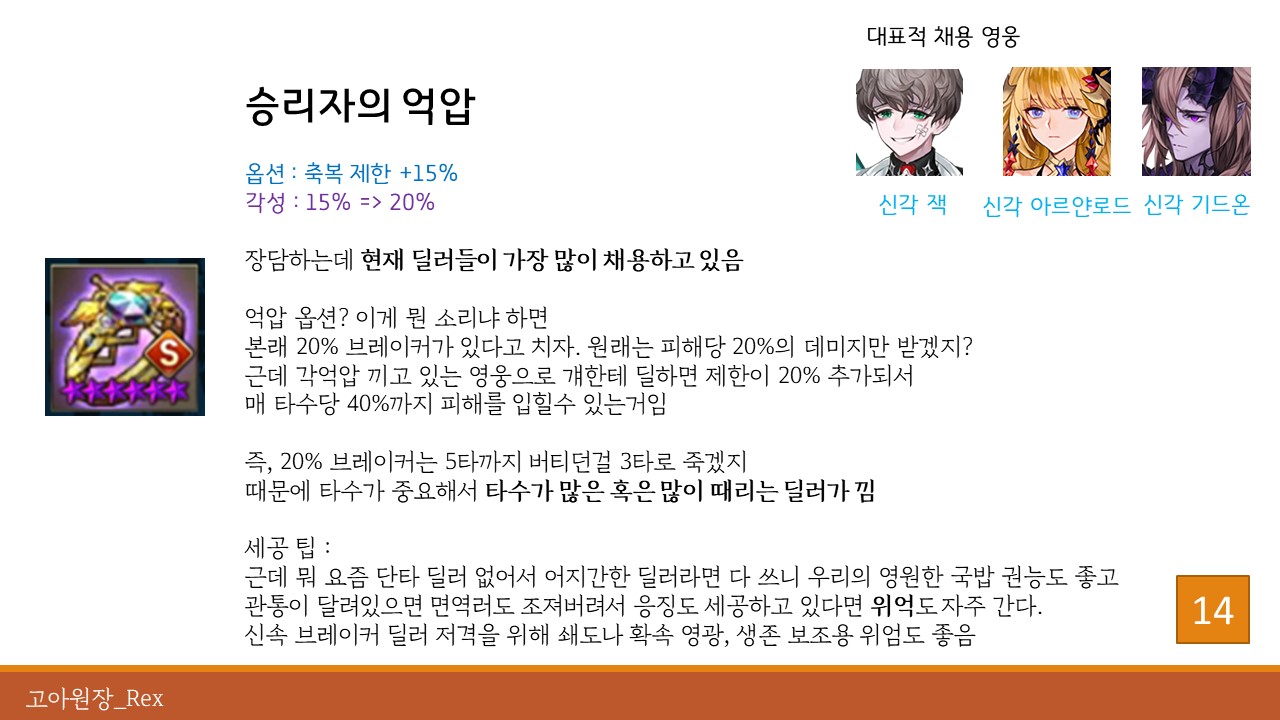 대표적 채용 영웅
승리자의 억압
신각 잭
신각 아르얀로드
신각 기드온
옵션 : 축복 제한 +15%
각성 : 15% => 20%
장담하는데 현재 딜러들이 가장 많이 채용하고 있음
억압 옵션? 이게 뭔 소리냐 하면
본래 20% 브레이커가 있다고 치자. 원래는 피해당 20%의 데미지만 받겠지?
근데 각억압 끼고 있는 영웅으로 걔한테 딜하면 제한이 20% 추가되서
매 타수당 40%까지 피해를 입힐수 있는거임
즉, 20% 브레이커는 5타까지 버티던걸 3타로 죽겠지
때문에 타수가 중요해서 타수가 많은 혹은 많이 때리는 딜러가 낌
세공 팁 :
근데 뭐 요즘 단타 딜러 없어서 어지간한 딜러라면 다 쓰니 우리의 영원한 국밥 권능도 좋고
관통이 달려있으면 면역러도 조져버려서 응징도 세공하고 있다면 위억도 자주 간다.
신속 브레이커 딜러 저격을 위해 쇄도나 확속 영광, 생존 보조용 위엄도 좋음
S
14
고아원장_Rex